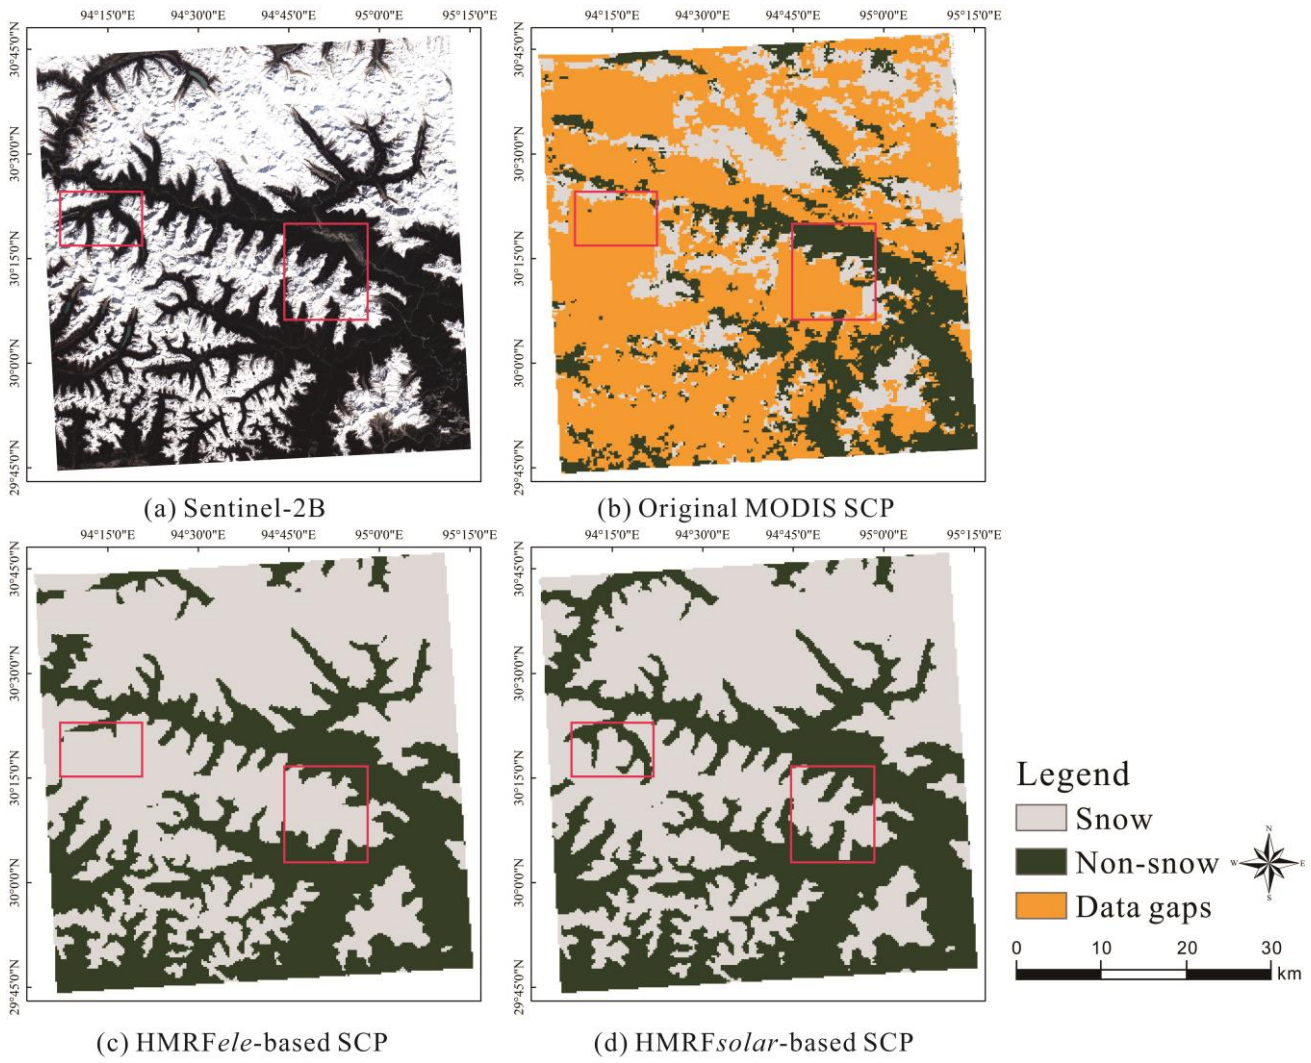 94°15'0"E 94°30'0"E 94°45'0"E 95°0'0"E 95°15'0"E
94°15'0"E 94°30'0"E 94°45'0"E 95°0'0"E 95°15'0"E
30°45'0"N
30°30'0"N
30°15'0"N
30°0'0"N
29°45'0"N
30°45'0"N
30°30'0"N
30°15'0"N
30°0'0"N
29°45'0"N
(a) Sentinel-2B
(b) Original MODIS SCP
94°15'0"E 94°30'0"E 94°45'0"E 95°0'0"E 95°15'0"E
94°15'0"E 94°30'0"E 94°45'0"E 95°0'0"E 95°15'0"E
30°45'0"N
30°30'0"N
30°15'0"N
30°0'0"N
29°45'0"N
30°45'0"N
30°30'0"N
30°15'0"N
30°0'0"N
29°45'0"N
(c) HMRFele-based SCP
(d) HMRFsolar-based SCP
Legend
Snow
Non-snow
Data gaps
N
W E
S
0 10 20 30
km